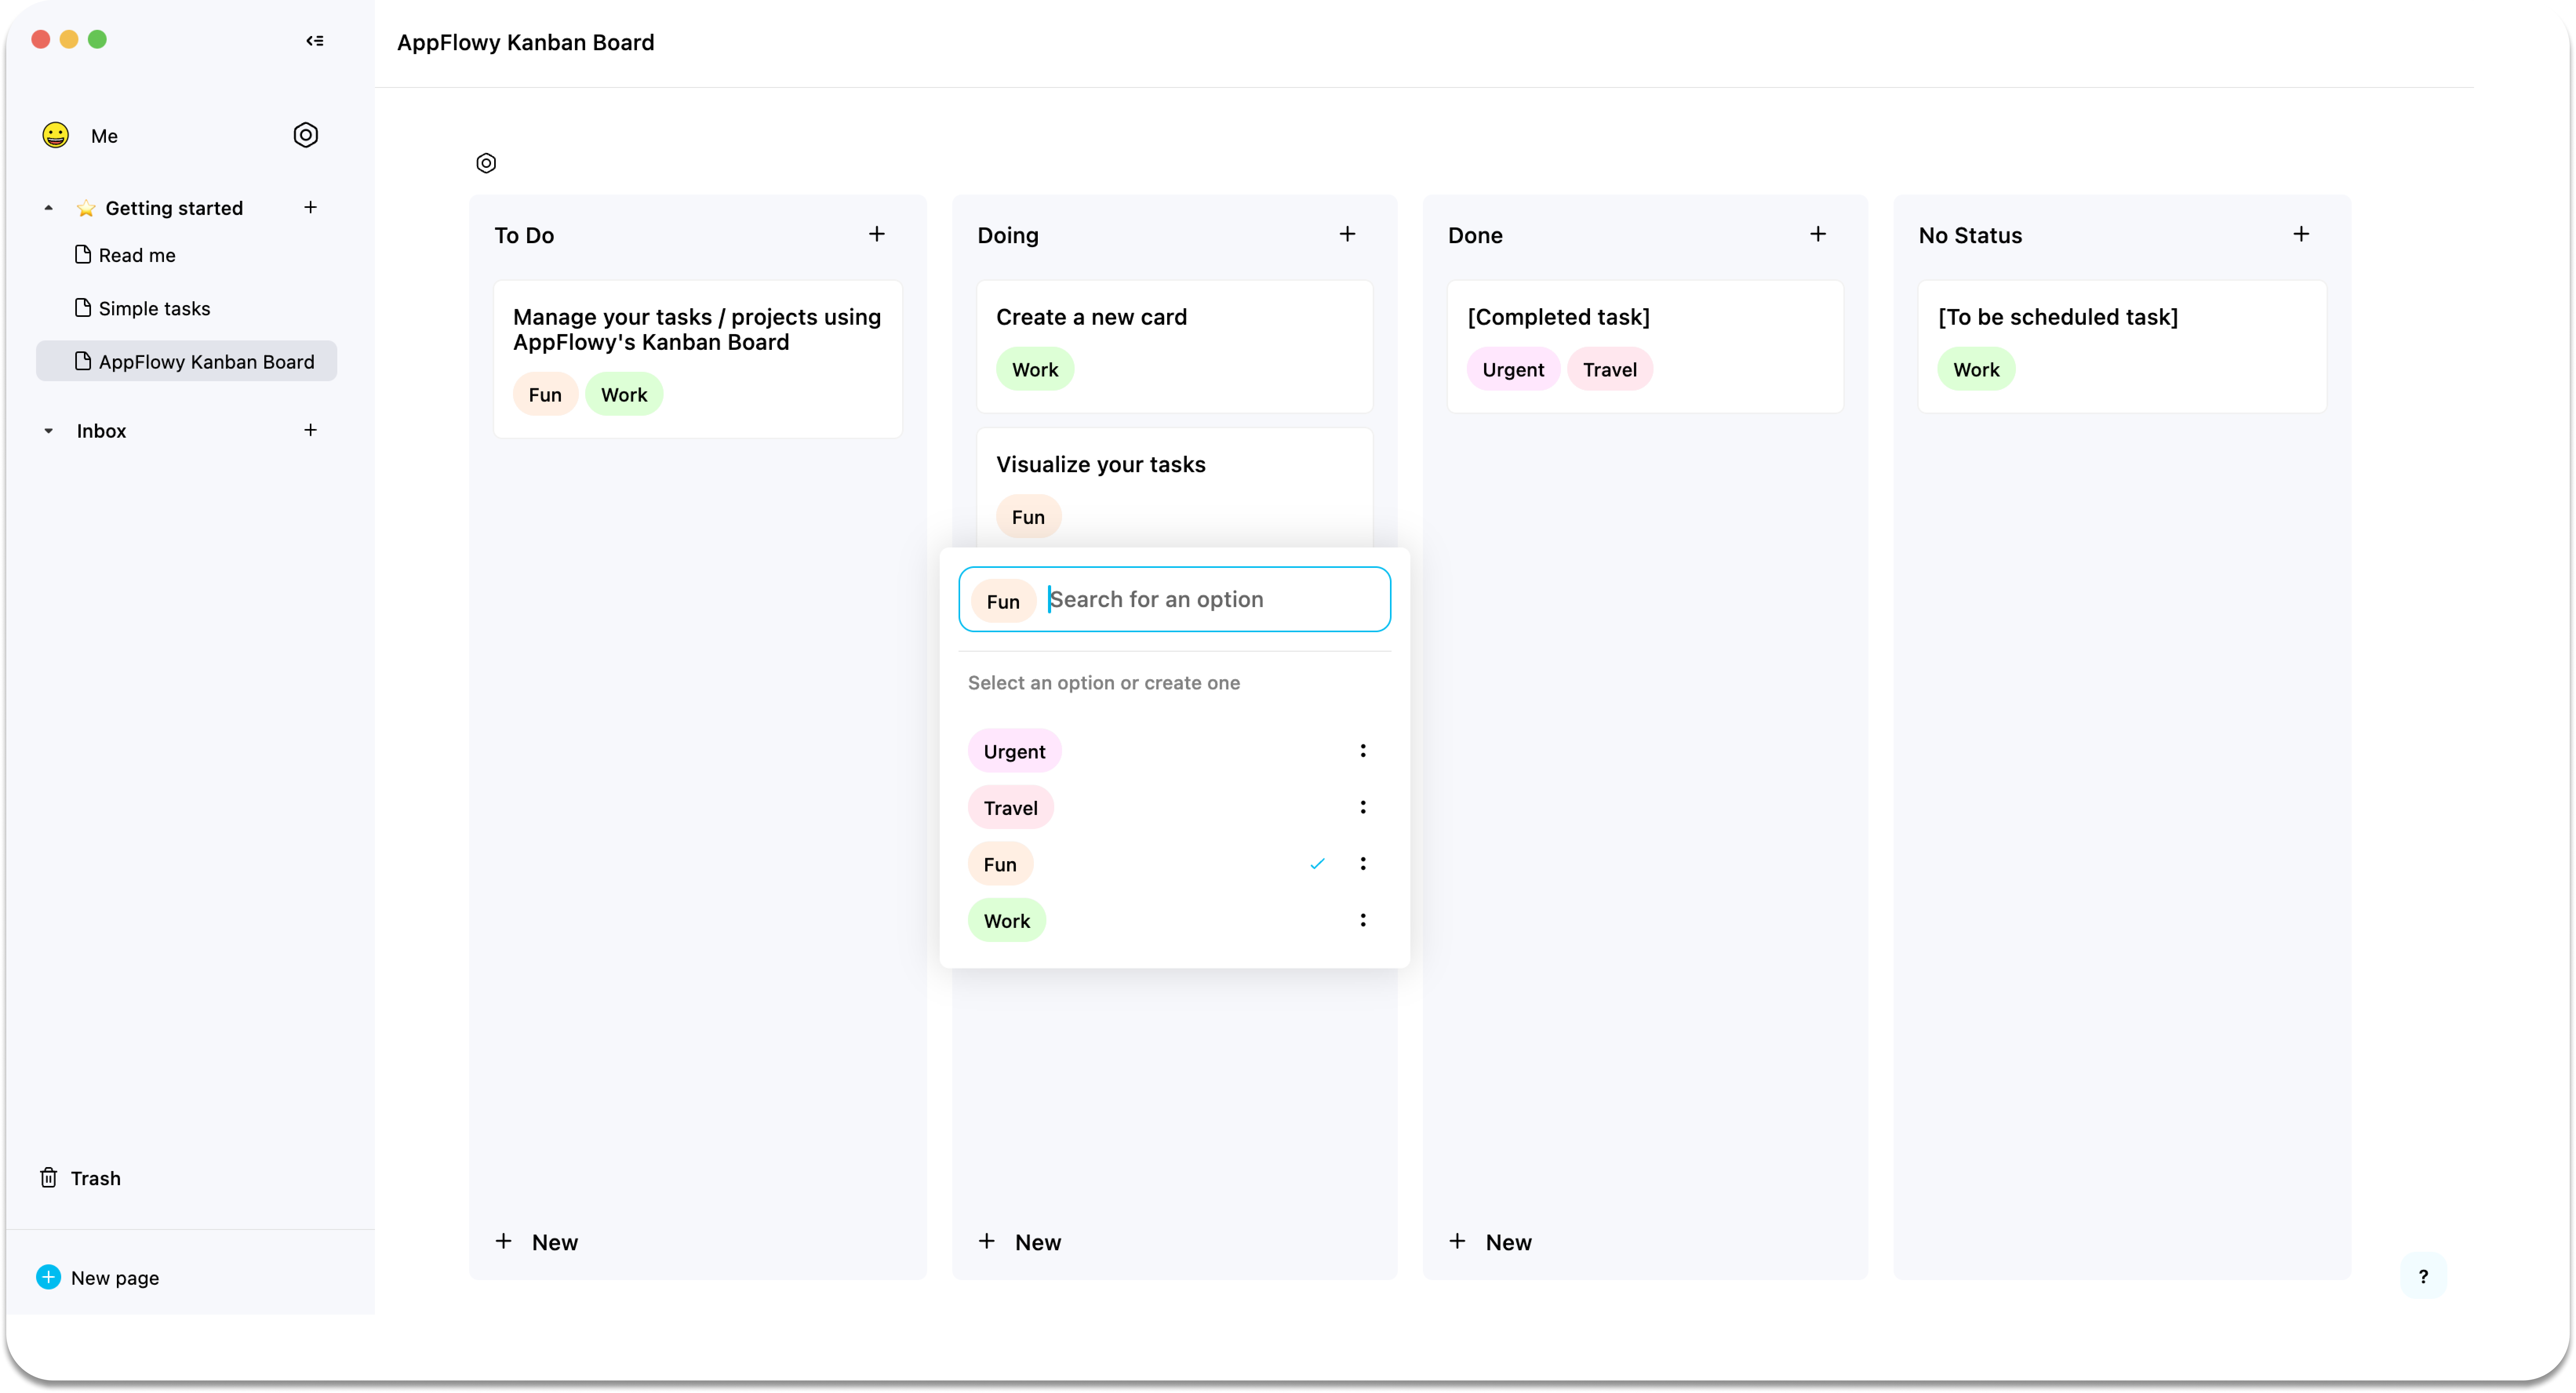 AppFlowy Kanban Board
Me
Getting started
Read me
Simple tasks
AppFlowy Kanban Board
Inbox
Trash
New page
To Do
Manage your tasks / projects using
AppFlowy's Kanban Board
Fun Work
New
Doing
Create a new card
Work
Visualize your tasks
Fun
Fun Search for an option
Select an option or create one
Urgent
Travel
Fun
Work
New
Done
[Completed task]
Urgent Travel
New
No Status
[To be scheduled task]
Work
?